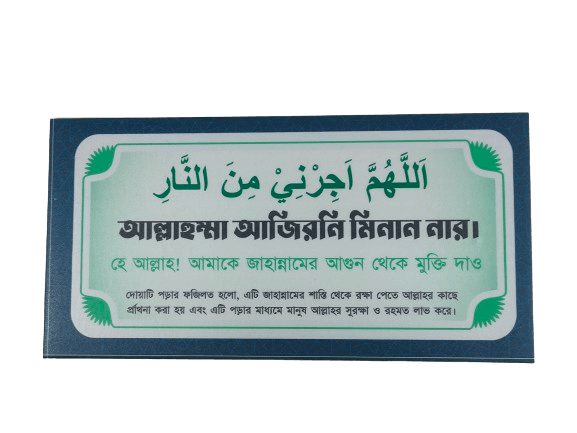 اَللَّهُمَّ اَجِرْنِيْ مِنَ النَّارِ
আল্লাহুম্মা আজিরনি মিনান নার।
হে আল্লাহ! আমাকে জাহান্নামের আগুন থেকে মুক্তি দাও
দোয়াটি পড়ার ফজিলত হলো, এটি জাহান্নামের শাস্তি থেকে রক্ষা পেতে আল্লাহর কাছে
প্রার্থনা করা হয় এবং এটি পড়ার মাধ্যমে মানুষ আল্লাহর সুরক্ষা ও রহমত লাভ করে।